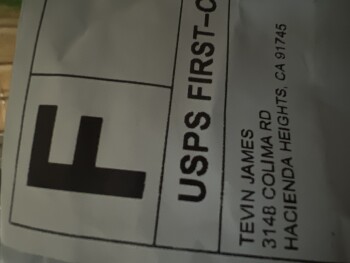 F
USPS FIRST-C
TEVIN JAMES
3148 COLIMA RD
HACIENDA HEIGHTS, CA 91745